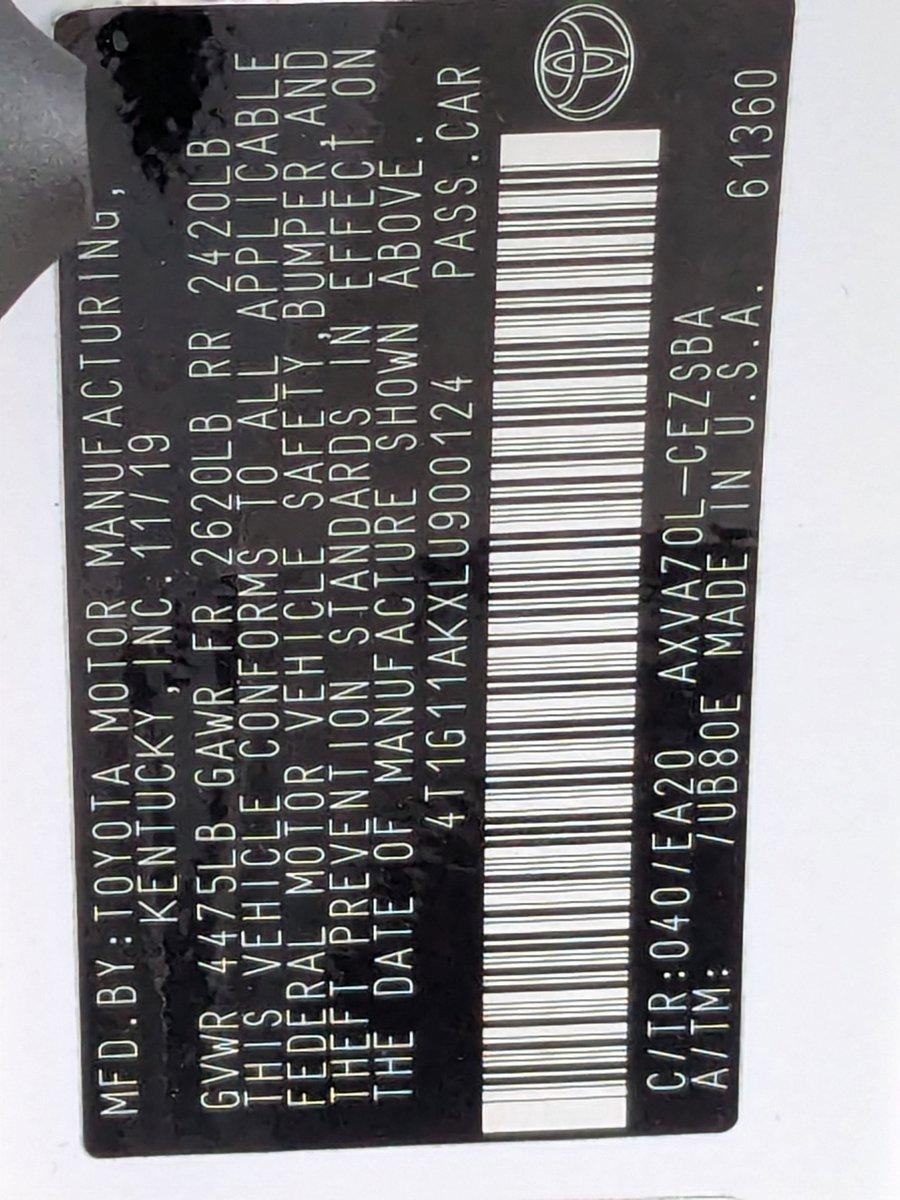 MFD.BY:TOYOTA MOTOR MANUFACTURING,
KENTUCKY,INC. 11/19
GVWR 4475LB GAWR FR 2620LB RR 2420LB
THIS VEHICLE CONFORMS TO ALL APPLICABLE
FEDERAL MOTOR VEHICLE SAFETY,BUMPER,AND
THEFT PREVENTION STANDARDS IN EFFECT ON
THE DATE OF MANUFACTURE SHOWN ABOVE.
4T1G11AKXLU900124 PASS.CAR
C/TR:040/EA20 AXVA70L-CEZSBA
A/TM: /UB80E MADE IN U.S.A. 61360